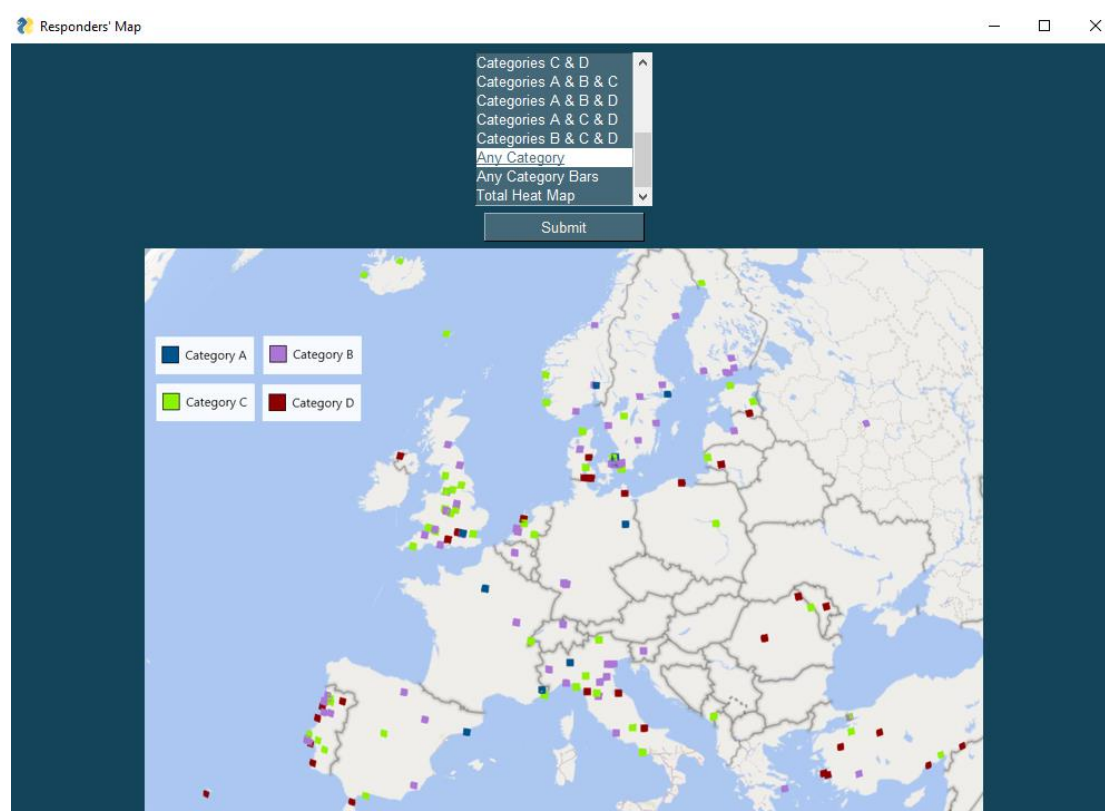 Responders' Map
Categories C & D
Categories A & B & C
Categories A & B & D
Categories A & C & D
Categories B & C & D
Any Category
Any Category Bars
Total Heat Map
Submit
Category A
Category B
Category C
Category D